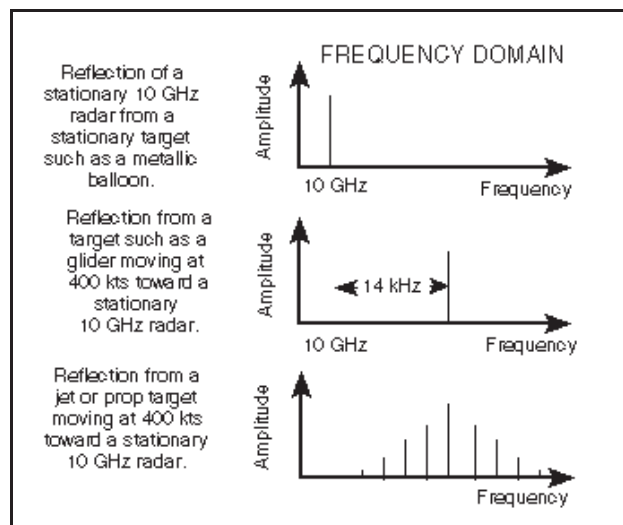 FREQUENCY DOMAIN
Reflection of a
stationary 10 GHz
radar from a
stationary target
such as a metallic
balloon.
Amplitude
10 GHz
Frequency
Reflection from a
target such as a
glider moving at
400 kts toward a
stationary
10 GHz radar.
Amplitude
14 kHz
10 GHz
Frequency
Reflection from a
jet or prop target
moving at 400 kts
toward a stationary
10 GHz radar.
Amplitude
Frequency